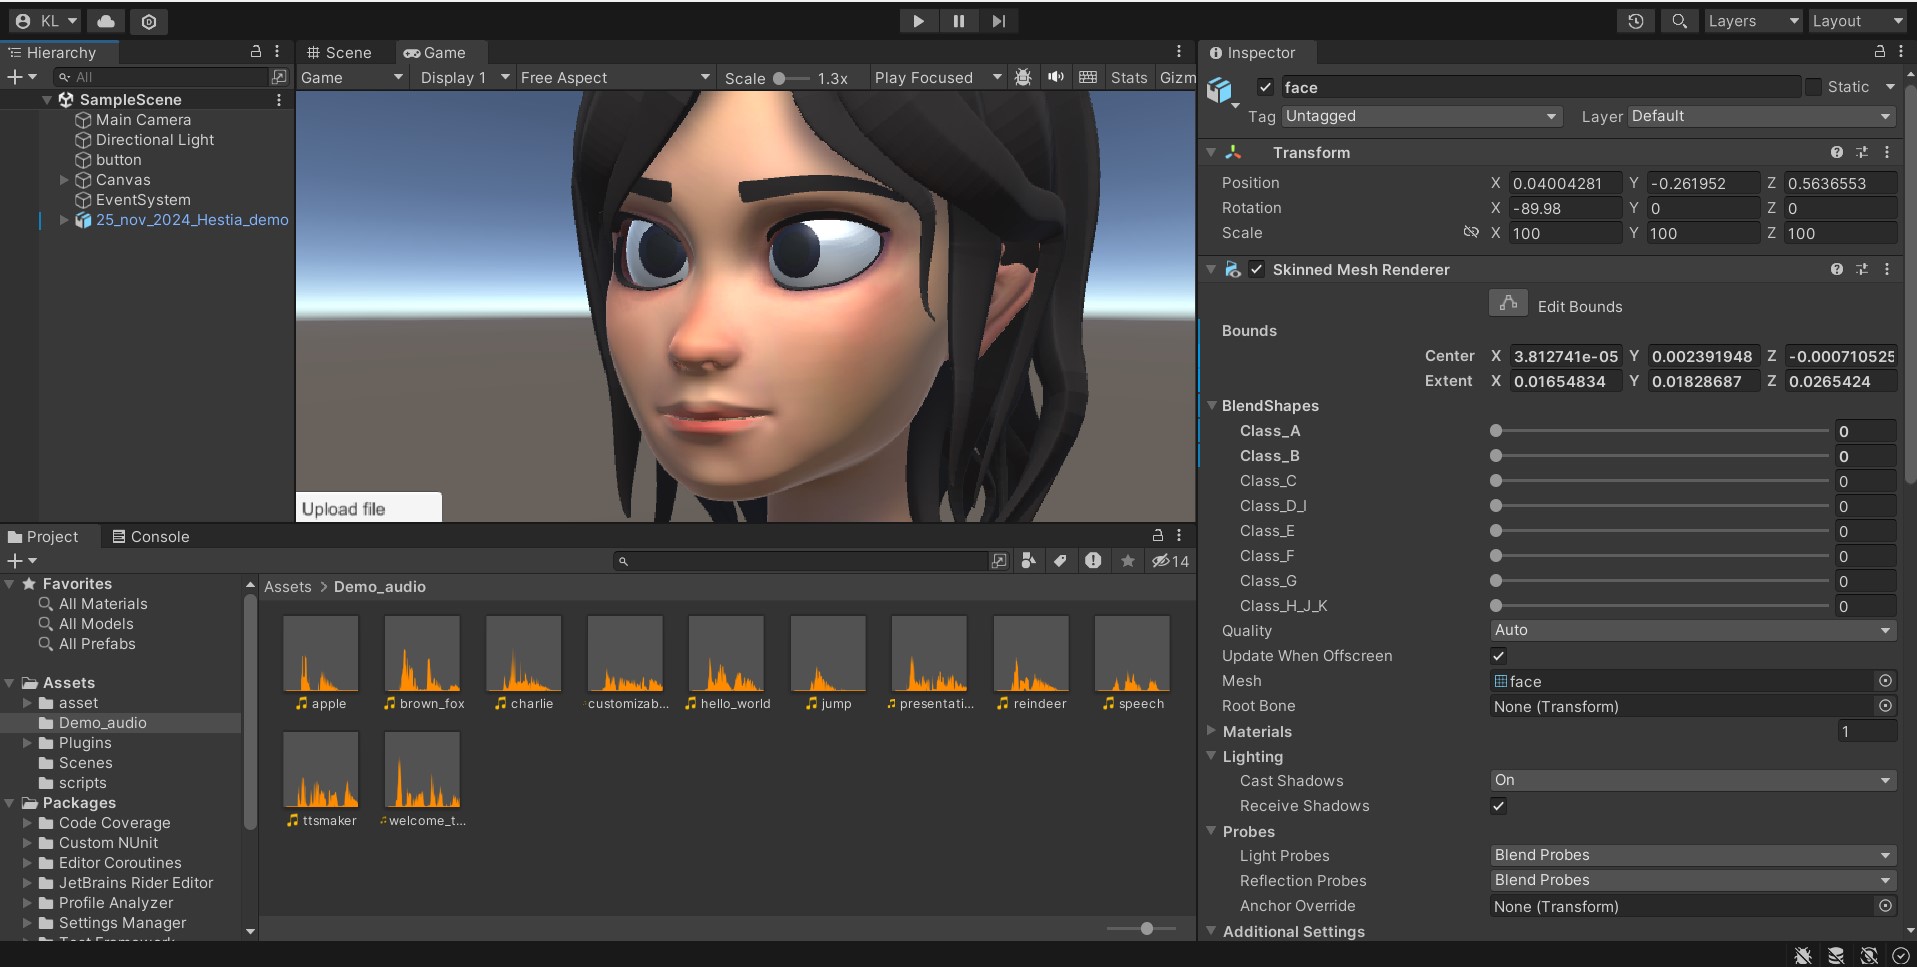 KL
Layers
Layout
Hierarchy
All
SampleScene
Main Camera
Directional Light
button
Canvas
EventSystem
25_nov_2024_Hestia_demo
Scene
Game
Game
Display 1
Free Aspect
Scale
1.3x
Play Focused
Stats
Gizm
Upload file
Project
Console
14
Favorites
All Materials
All Models
All Prefabs
Assets
asset
Demo_audio
Plugins
Scenes
scripts
Packages
Code Coverage
Custom NUnit
Editor Coroutines
JetBrains Rider Editor
Profile Analyzer
Settings Manager
Assets > Demo_audio
apple
brown_fox
charlie
customizab...
hello_world
jump
presentati...
reindeer
speech
ttsmaker
welcome_t...
Inspector
face
Static
Tag Untagged
Layer Default
Transform
Position X 0.04004281 Y -0.261952 Z 0.5636553
Rotation X -89.98 Y 0 Z 0
Scale X 100 Y 100 Z 100
Skinned Mesh Renderer
Edit Bounds
Bounds
Center X 3.812741e-05 Y 0.002391948 Z -0.000710525
Extent X 0.01654834 Y 0.01828687 Z 0.0265424
BlendShapes
Class_A 0
Class_B 0
Class_C 0
Class_D_I 0
Class_E 0
Class_F 0
Class_G 0
Class_H_J_K 0
Quality Auto
Update When Offscreen
Mesh face
Root Bone None (Transform)
Materials 1
Lighting
Cast Shadows On
Receive Shadows
Probes
Light Probes Blend Probes
Reflection Probes Blend Probes
Anchor Override None (Transform)
Additional Settings